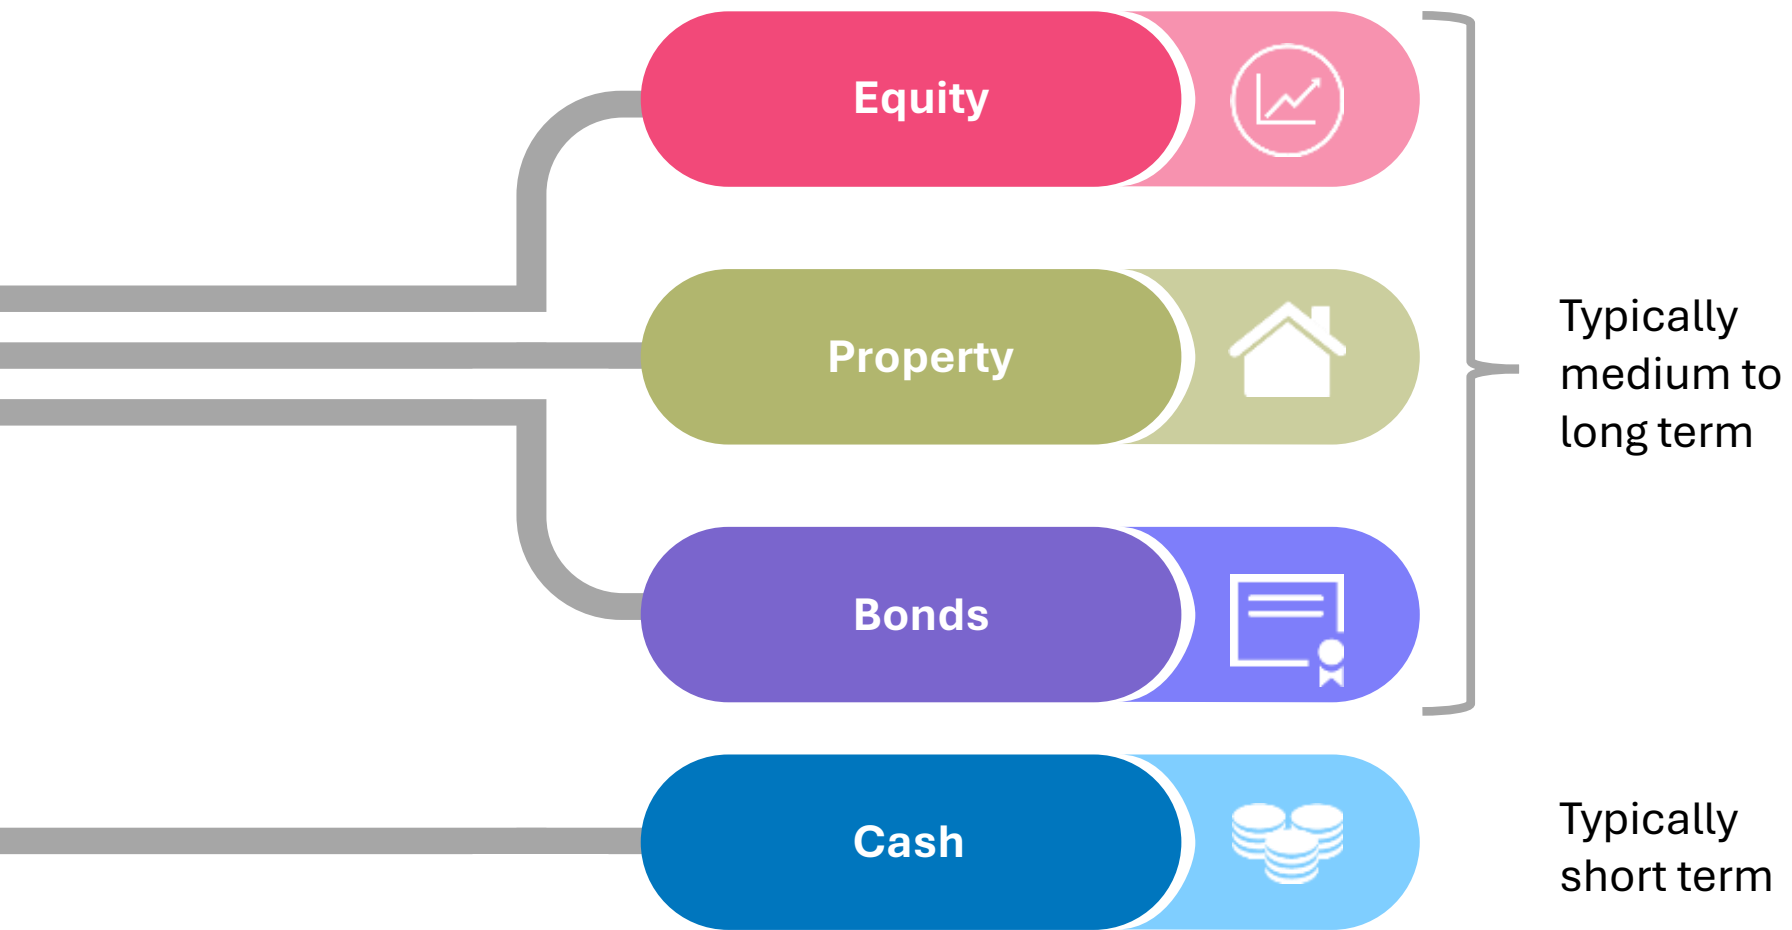 Equity
Property
Typically
medium to
long term
Bonds
Cash
Typically
short term